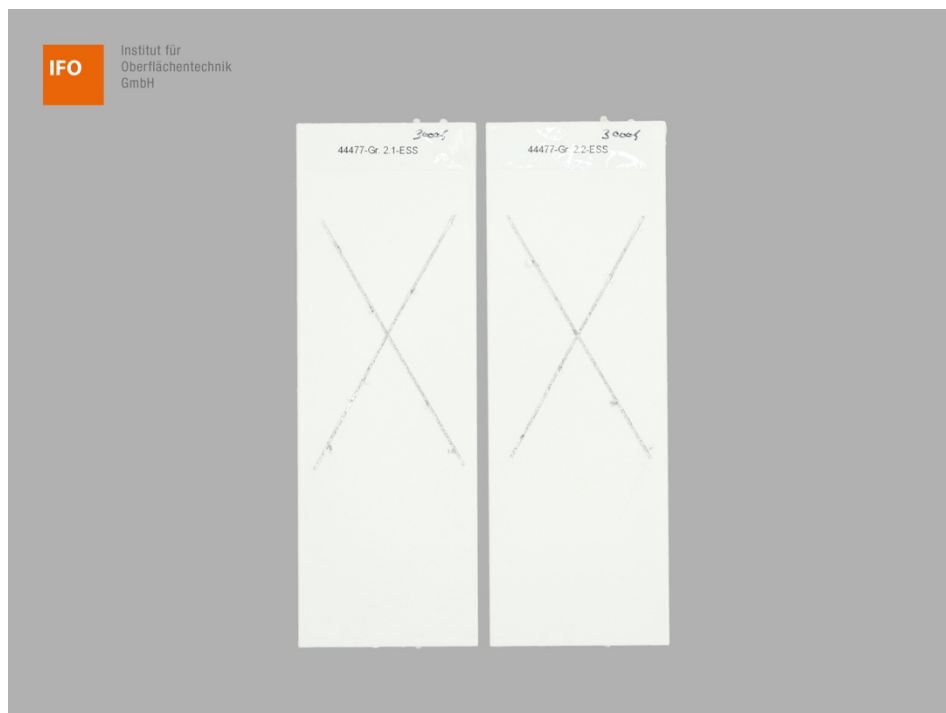 IFO
Institut für
Oberflächentechnik
GmbH
3000h
44477-Gr. 2.1-ESS
3000h
44477-Gr. 2.2-ESS